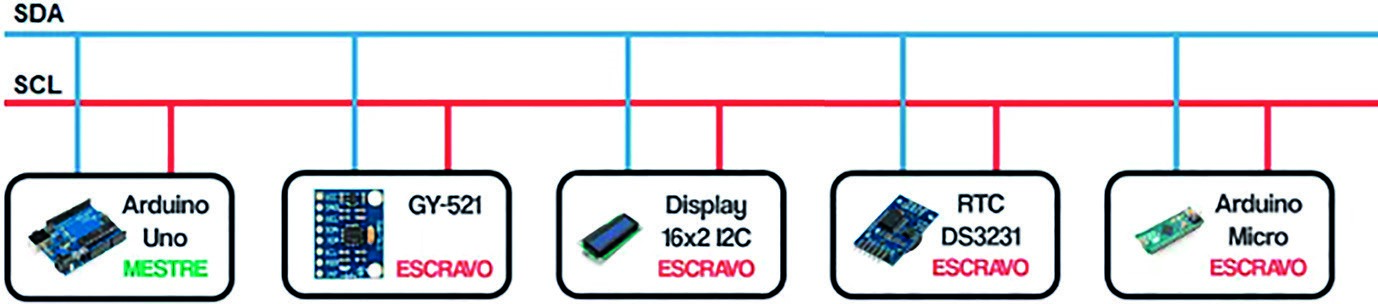 SDA
SCL
Arduino
Uno
MESTRE
GY-521
ESCRAVO
Display
16x2 I2C
ESCRAVO
RTC
DS3231
ESCRAVO
Arduino
Micro
ESCRAVO